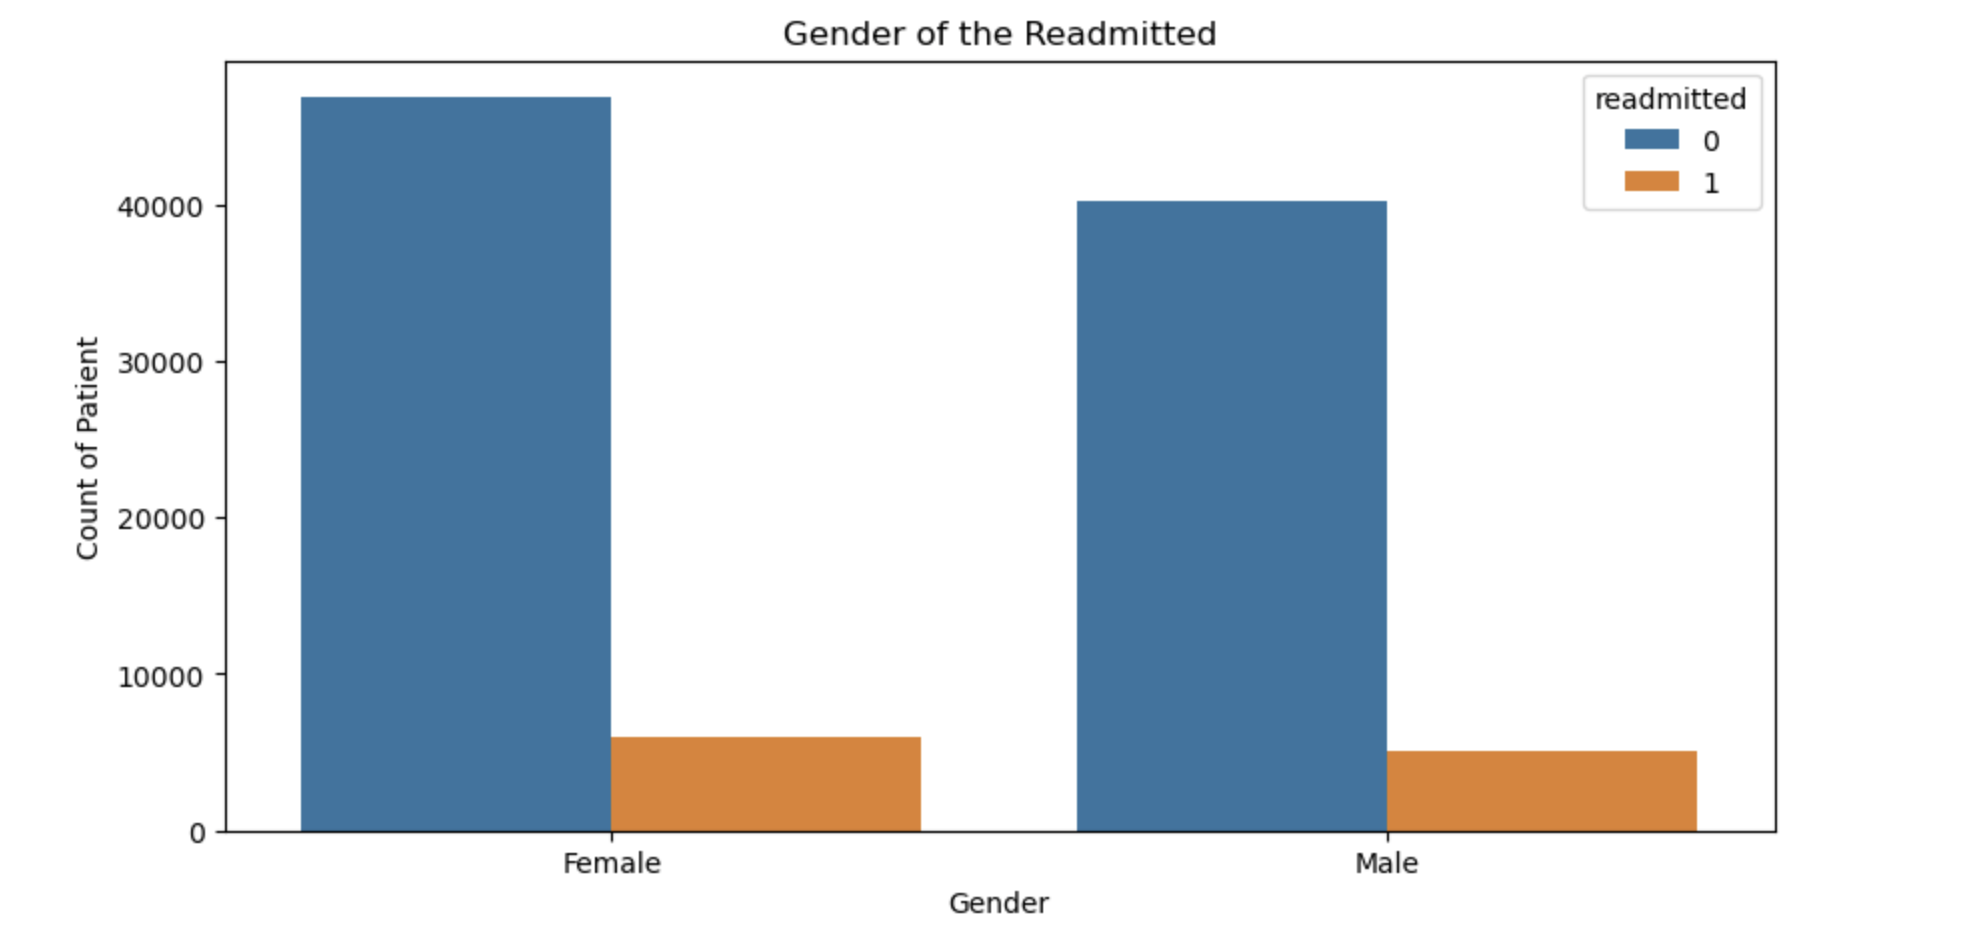 Gender of the Readmitted
readmitted
0
1
40000
30000
20000
10000
0
Count of Patient
Female
Male
Gender